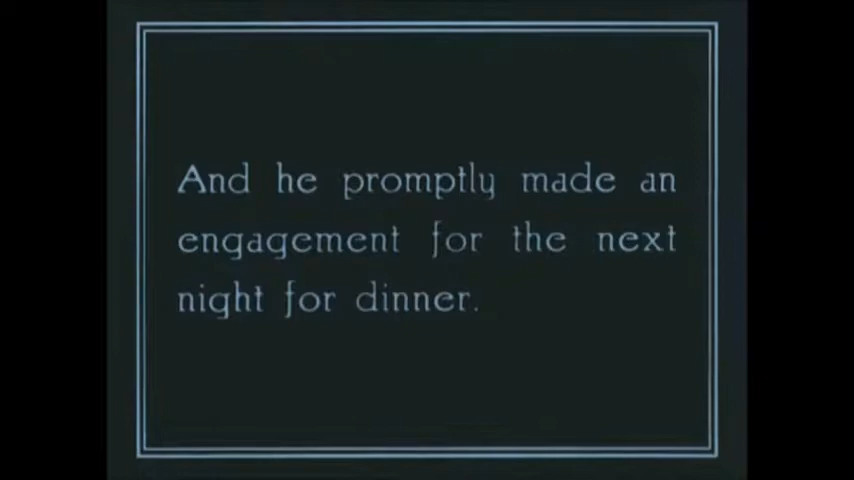 And he promptly made an
engagement for the next
night for dinner.